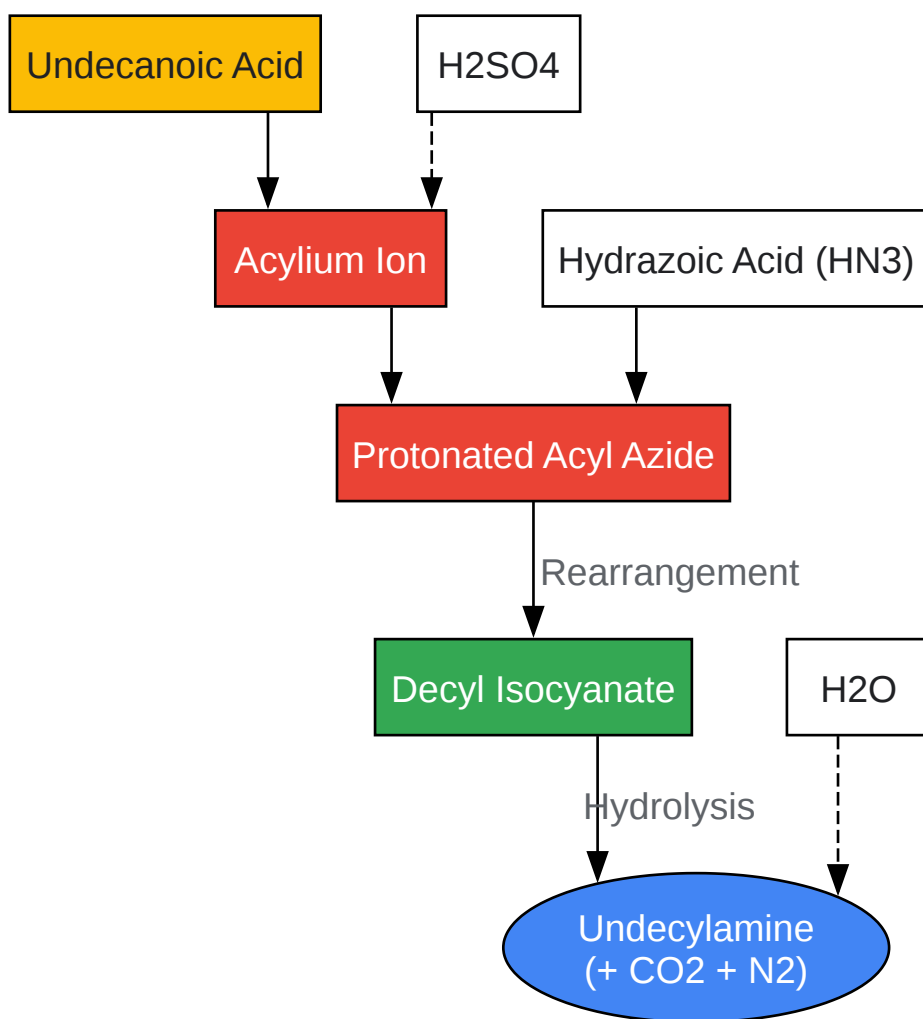 Undecanoic Acid
H2SO4
Acylium Ion
Hydrazoic Acid (HN3)
Protonated Acyl Azide
Rearrangement
Decyl Isocyanate
H2O
Hydrolysis
Undecylamine
(+ CO2 + N2)